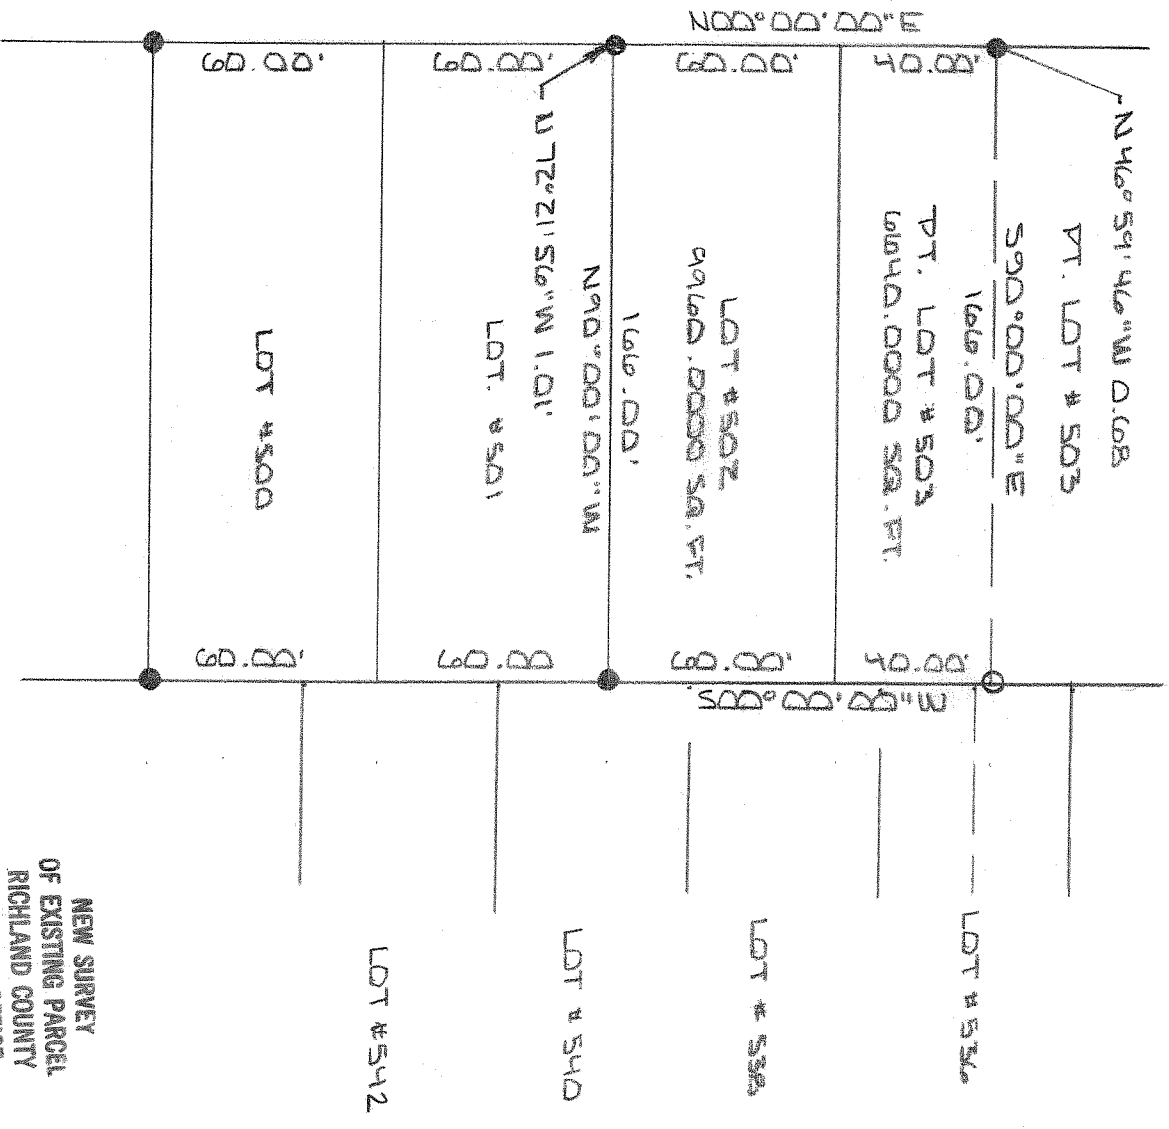 N00°00'00"E
60.00'
60.00'
60.00'
40.00'
N46°59'46"W 0.68
PT. LOT #503
S90°00'00"E
166.00'
PT. LOT #503
6640.0000 SQ.FT.
LOT #502
9960.0000 SQ.FT.
166.00'
N90°00'00"W
N72°21'56"W 1.01'
LOT. #501
LOT #500
60.00'
60.00
60.00'
40.00'
S00°00'00"W
LOT #536
LOT # 538
LOT # 540
LOT #542
NEW SURVEY
OF EXISTING PARCEL
RICHLAND COUNTY